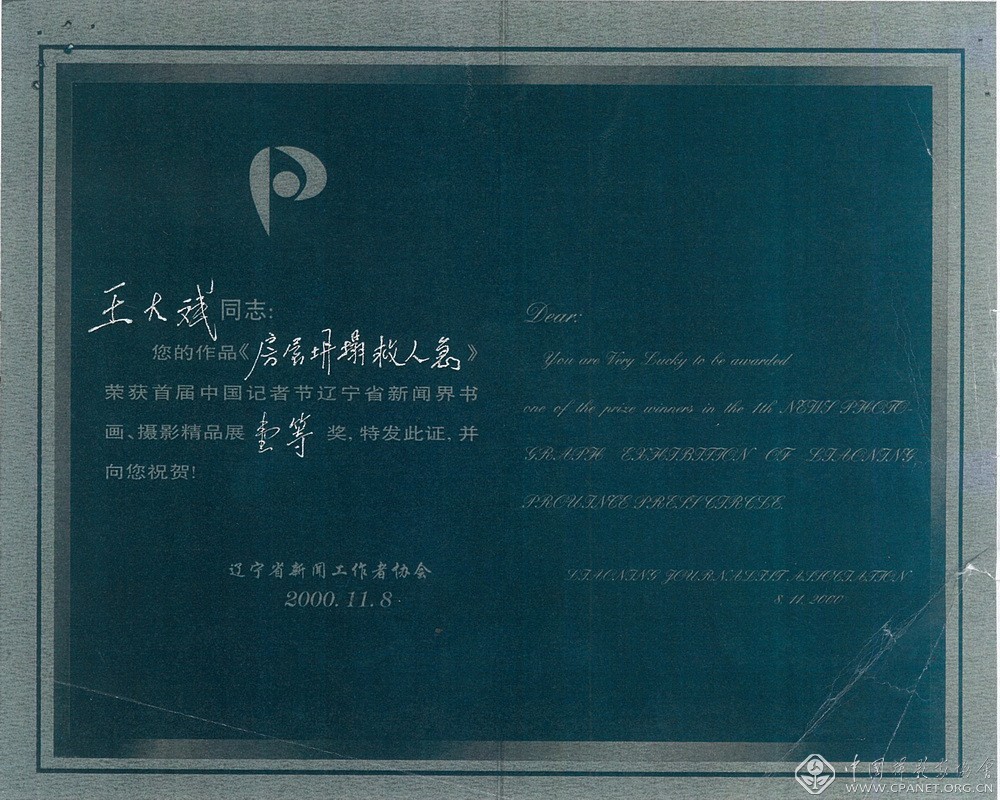 王大斌同志:
您的作品《房屋坍塌救人急》
荣获首届中国记者节辽宁省新闻界书
画、摄影精品展壹等奖,特发此证,并
向您祝贺!
辽宁省新闻工作者协会
2000.11.8
Dear:
You are Very Lucky to be awarded
one of the prize winners in the 1th NEWS PHOTO-
GRAPH EXHIBITION OF LIAONING
PROUINCE PRESS CIRCLE.
LIAONING JOURNALIST ASSOCIATION
8.11.2000
中国摄影家协会
WWW.CPANET.ORG.CN